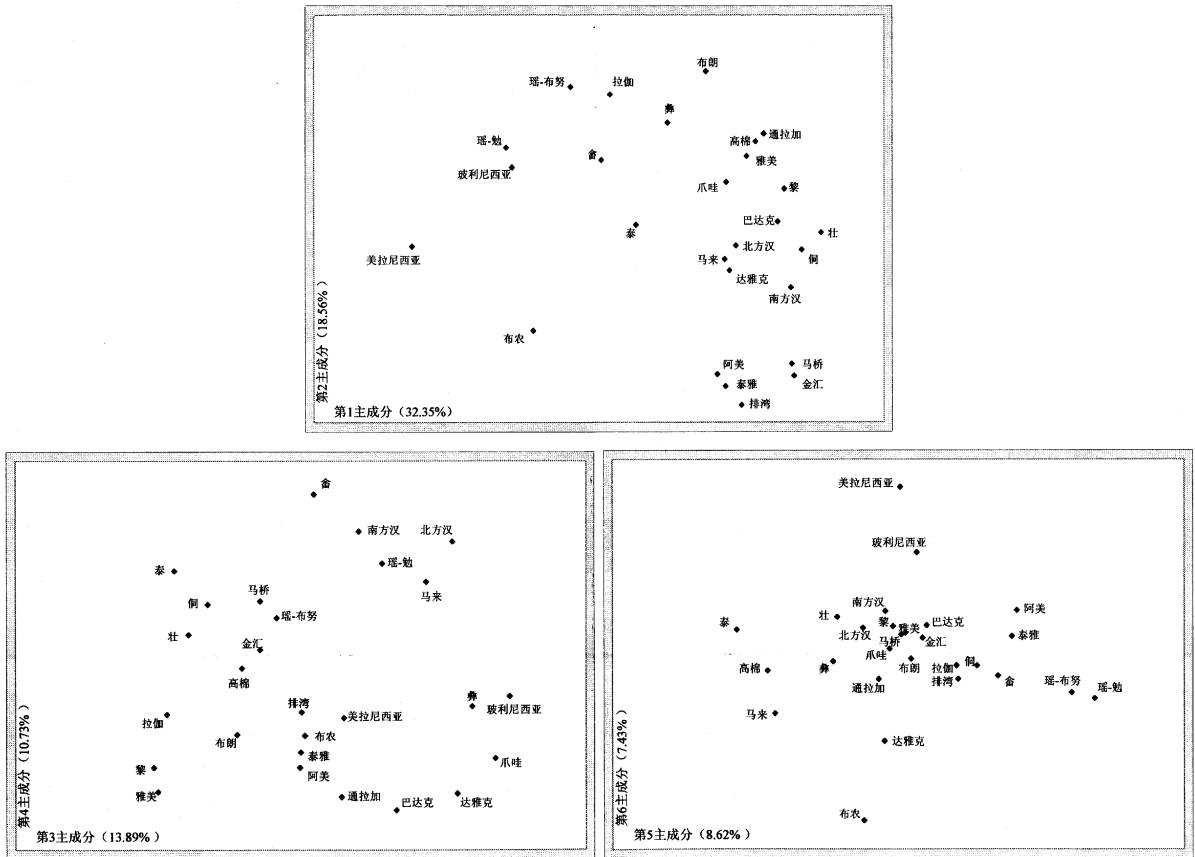 布朗
瑶-布努
拉伽
彝
通拉加
高棉
瑶-勉
畲
雅美
玻利尼西亚
爪哇
黎
巴达克
泰
壮
北方汉
美拉尼西亚
马来
侗
达雅克
南方汉
布农
阿美
马桥
泰雅
金汇
排湾
第2主成分（18.56%）
第1主成分（32.35%）
畲
南方汉
北方汉
瑶-勉
泰
马来
马桥
侗
瑶-布努
壮
金汇
高棉
彝
玻利尼西亚
排湾
美拉尼西亚
拉伽
布朗
布农
泰雅
爪哇
黎
阿美
雅美
通拉加
巴达克
达雅克
第4主成分（10.73%）
第3主成分（13.89%）
美拉尼西亚
玻利尼西亚
南方汉
阿美
壮
泰
黎
雅美
巴达克
北方汉
马桥
金汇
泰雅
爪哇
高棉
彝
布朗
拉伽
侗
通拉加
排湾
畲
瑶-布努
瑶-勉
马来
达雅克
布农
第6主成分（7.43%）
第5主成分（8.62%）